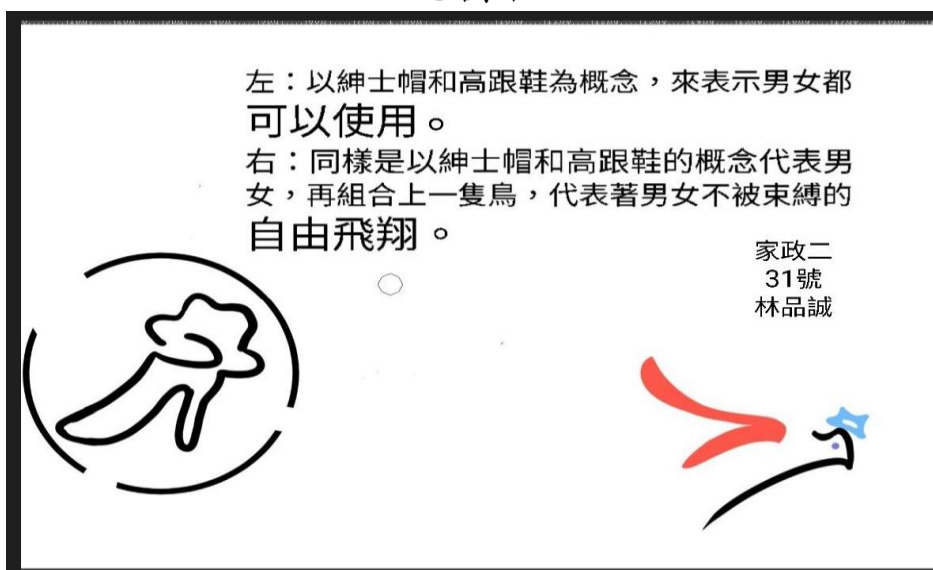 左：以紳士帽和高跟鞋為概念，來表示男女都
可以使用。
右：同樣是以紳士帽和高跟鞋的概念代表男
女，再組合上一隻鳥，代表著男女不被束縛的
自由飛翔。
家政二
31號
林品誠